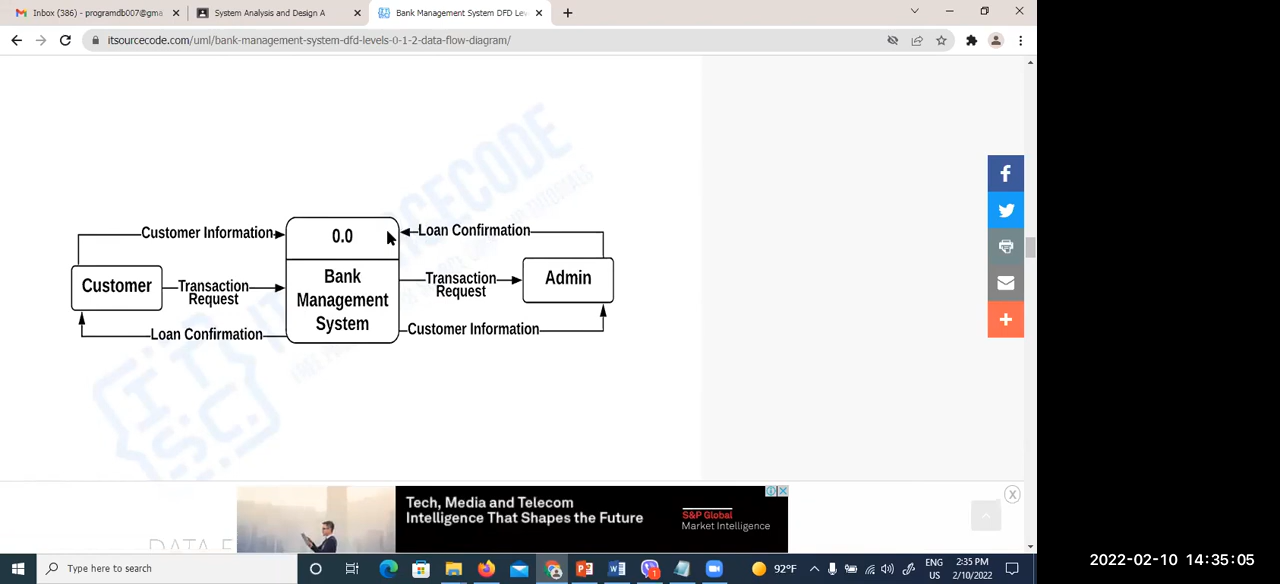 Inbox (386) - programdb007@gma
System Analysis and Design A
Bank Management System DFD Lev
itsourcecode.com/uml/bank-management-system-dfd-levels-0-1-2-data-flow-diagram/
Customer Information
0.0
Loan Confirmation
Customer
Transaction
Request
Bank
Management
System
Transaction
Request
Admin
Loan Confirmation
Customer Information
Tech, Media and Telecom
Intelligence That Shapes the Future
S&P Global
Market Intelligence
X
Type here to search
92°F
ENG
US
2:35 PM
2/10/2022
2022-02-10 14:35:05